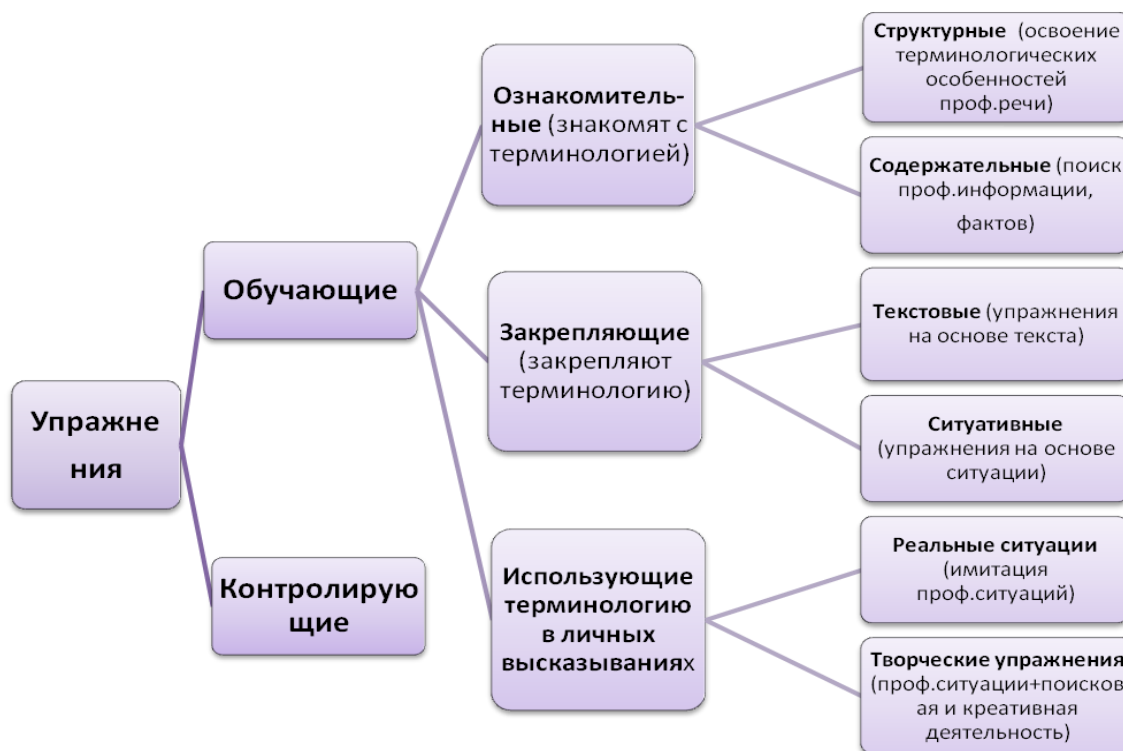 Упражне
ния
Обучающие
Контролирую
щие
Ознакомитель-
ные (знакомят с
терминологией)
Закрепляющие
(закрепляют
терминологию)
Использующие
терминологию
в личных
высказываниях
Структурные (освоение
терминологических
особенностей
проф.речи)
Содержательные (поиск
проф.информации,
фактов)
Текстовые (упражнения
на основе текста)
Ситуативные
(упражнения на основе
ситуации)
Реальные ситуации
(имитация
проф.ситуаций)
Творческие упражнения
(проф.ситуации+поисков
ая и креативная
деятельность)